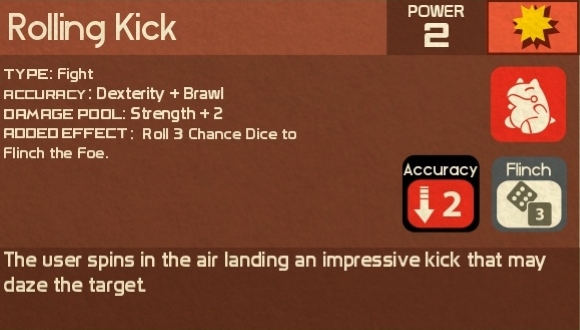 Rolling Kick
POWER
2
TYPE: Fight
ACCURACY: Dexterity + Brawl
DAMAGE POOL: Strength + 2
ADDED EFFECT: Roll 3 Chance Dice to
Flinch the Foe.
Accuracy
2
Flinch
3
The user spins in the air landing an impressive kick that may
daze the target.